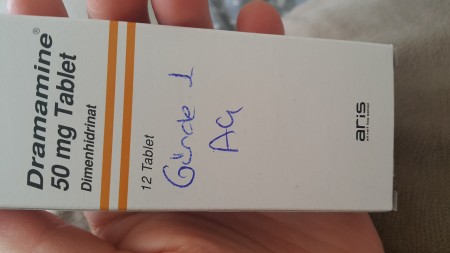 Dramamine®
50 mg Tablet
Dimenhidrinat
12 Tablet
Günde 1
Aç
aris